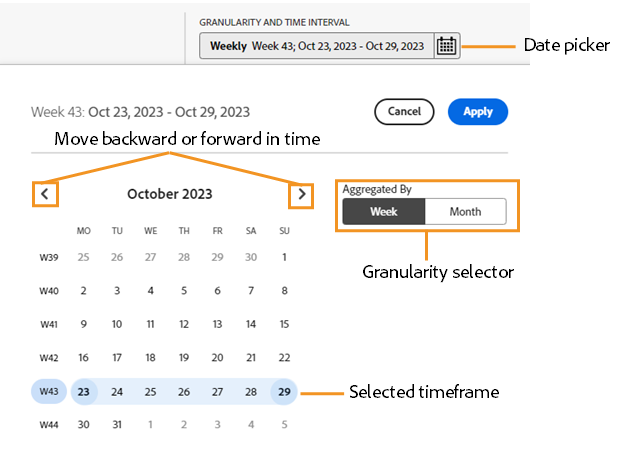 GRANULARITY AND TIME INTERVAL
Weekly Week 43; Oct 23, 2023 - Oct 29, 2023
Date picker
Week 43: Oct 23, 2023 - Oct 29, 2023
Cancel
Apply
Move backward or forward in time
October 2023
Aggregated By
Week
Month
MO TU WE TH FR SA SU
W39 25 26 27 28 29 30 1
Granularity selector
W40 2 3 4 5 6 7 8
W41 9 10 11 12 13 14 15
W42 16 17 18 19 20 21 22
W43 23 24 25 26 27 28 29
Selected timeframe
W44 30 31 1 2 3 4 5